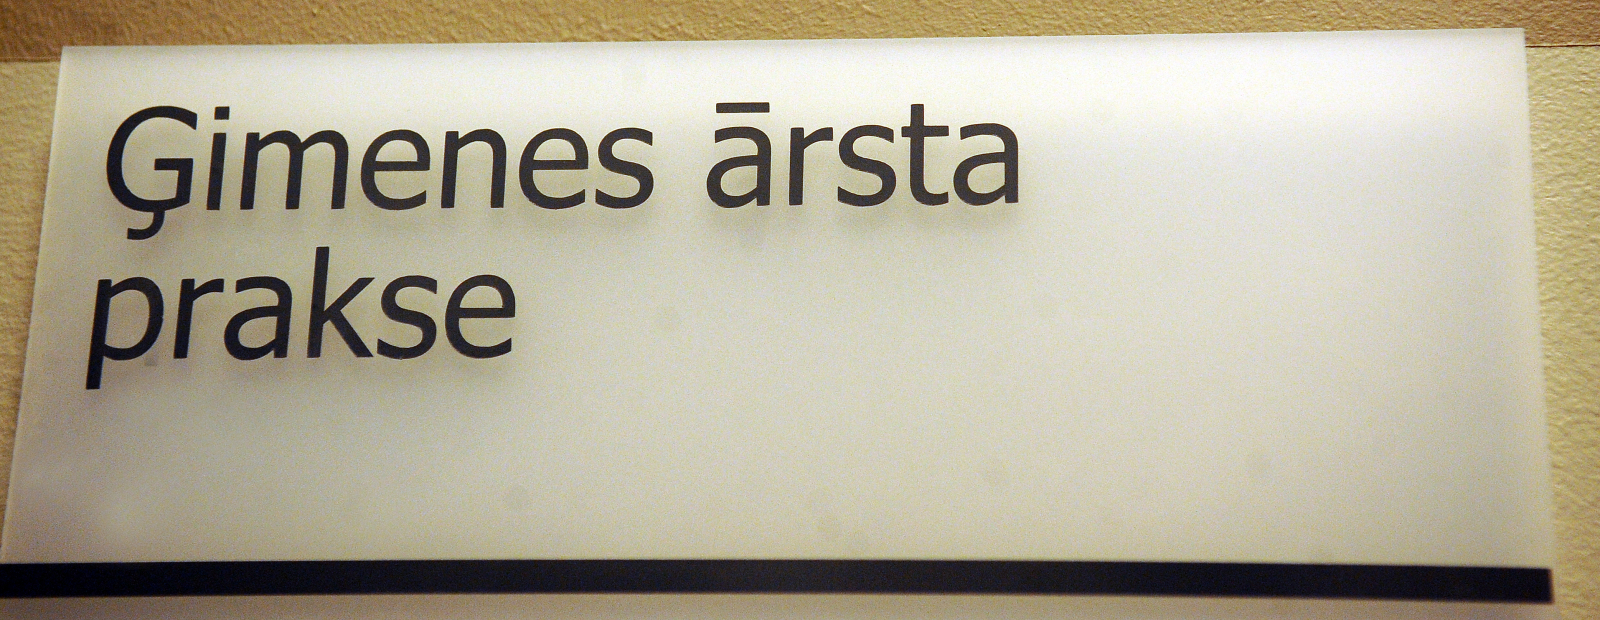 Ģimenes ārsta
prakse